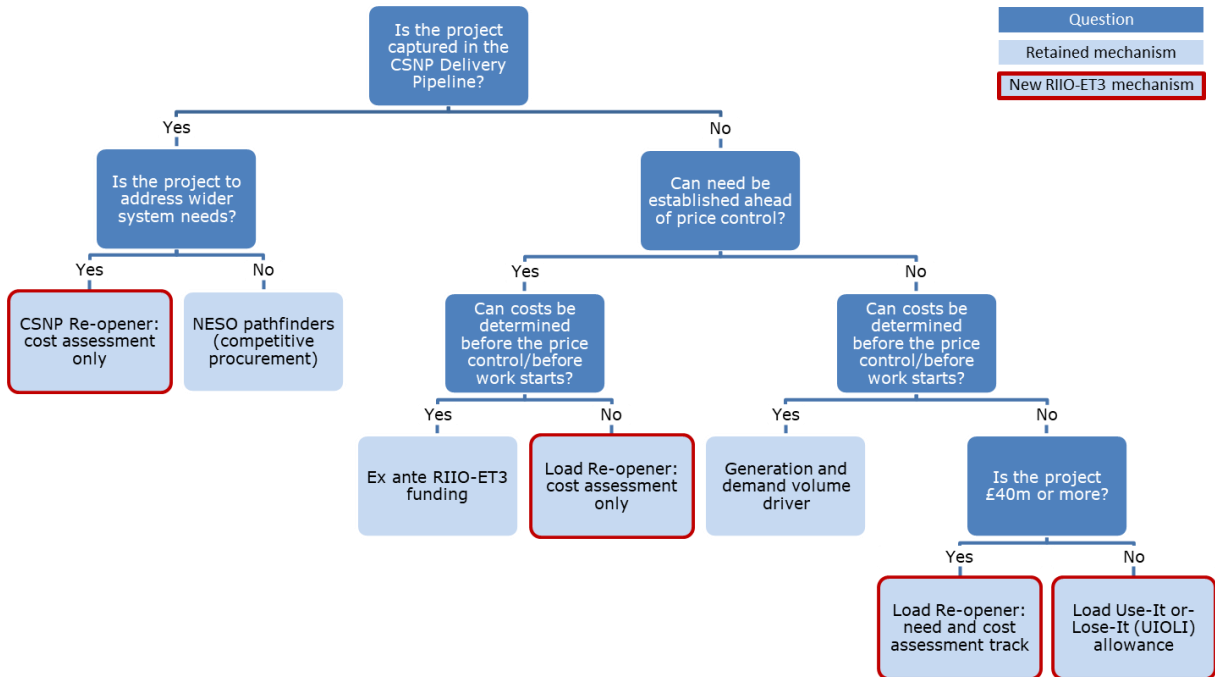 Is the project
captured in the
CSNP Delivery
Pipeline?
Question
Retained mechanism
New RIIO-ET3 mechanism
Yes
No
Is the project to
address wider
system needs?
Can need be
established ahead
of price control?
Yes
No
Yes
No
CSNP Re-opener:
cost assessment
only
NESO pathfinders
(competitive
procurement)
Can costs be
determined
before the price
control/before
work starts?
Can costs be
determined
before the price
control/before
work starts?
Yes
No
Yes
No
Ex ante RIIO-ET3
funding
Load Re-opener:
cost assessment
only
Generation and
demand volume
driver
Is the project
£40m or more?
Yes
No
Load Re-opener:
need and cost
assessment track
Load Use-It or-
Lose-It (UIOLI)
allowance